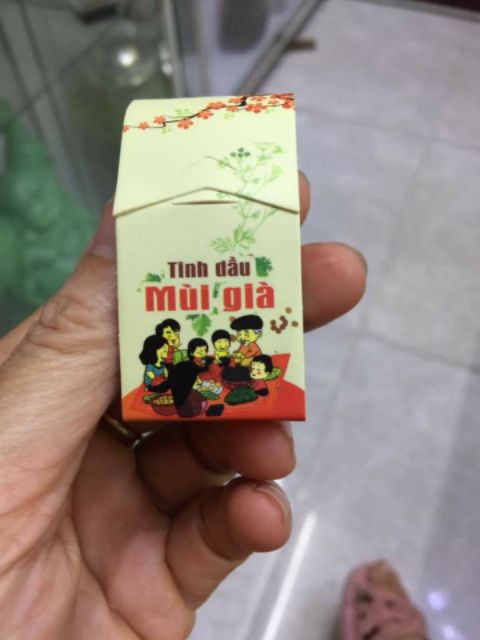 Tinh dầu
Mùi già